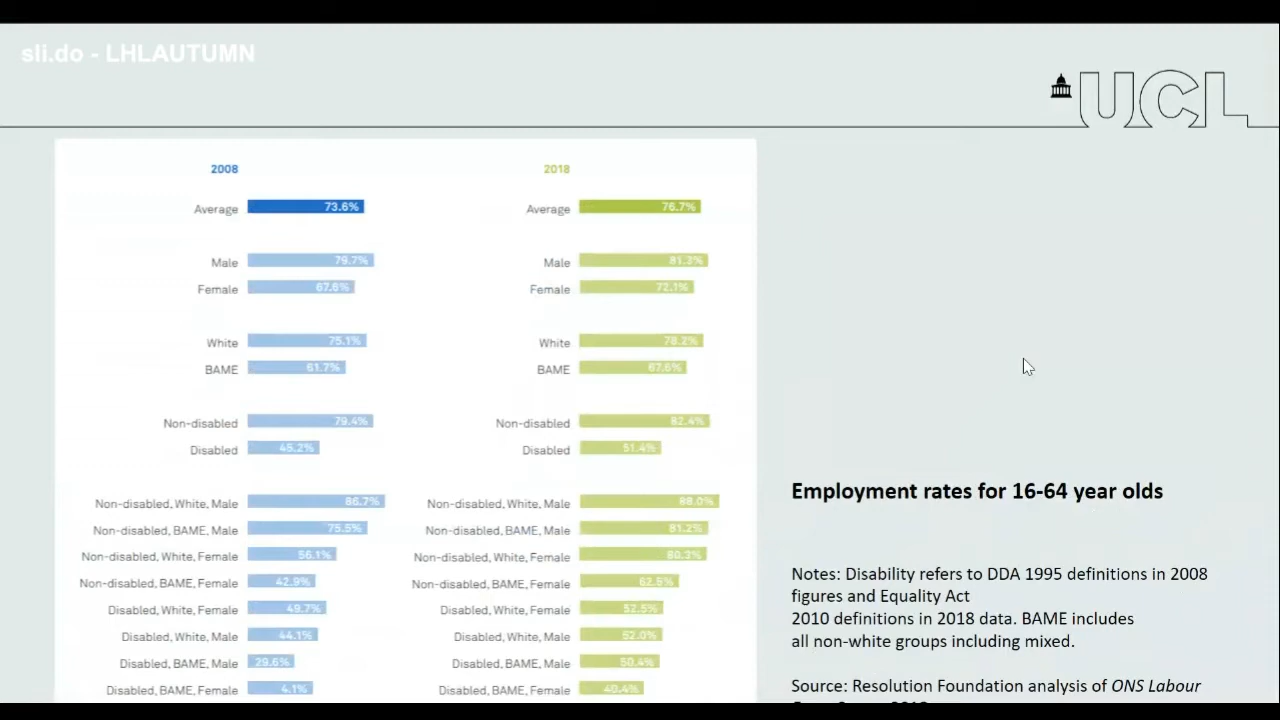 sli.do - LHLAUTUMN
UCL
2008
2018
Average 73.6%
Average 76.7%
Male 79.7%
Male 81.3%
Female 67.6%
Female 72.1%
White 75.1%
White 78.2%
BAME 61.7%
BAME 67.6%
Non-disabled 79.4%
Non-disabled 82.4%
Disabled 45.2%
Disabled 51.4%
Non-disabled, White, Male 86.7%
Non-disabled, White, Male 88.0%
Non-disabled, BAME, Male 75.5%
Non-disabled, BAME, Male 81.2%
Non-disabled, White, Female 56.1%
Non-disabled, White, Female 80.3%
Non-disabled, BAME, Female 42.9%
Non-disabled, BAME, Female 62.5%
Disabled, White, Female 49.7%
Disabled, White, Female 52.5%
Disabled, White, Male 44.1%
Disabled, White, Male 52.0%
Disabled, BAME, Male 29.6%
Disabled, BAME, Male 50.4%
Disabled, BAME, Female 4.1%
Disabled, BAME, Female 40.4%
Employment rates for 16-64 year olds
Notes: Disability refers to DDA 1995 definitions in 2008
figures and Equality Act
2010 definitions in 2018 data. BAME includes
all non-white groups including mixed.
Source: Resolution Foundation analysis of ONS Labour